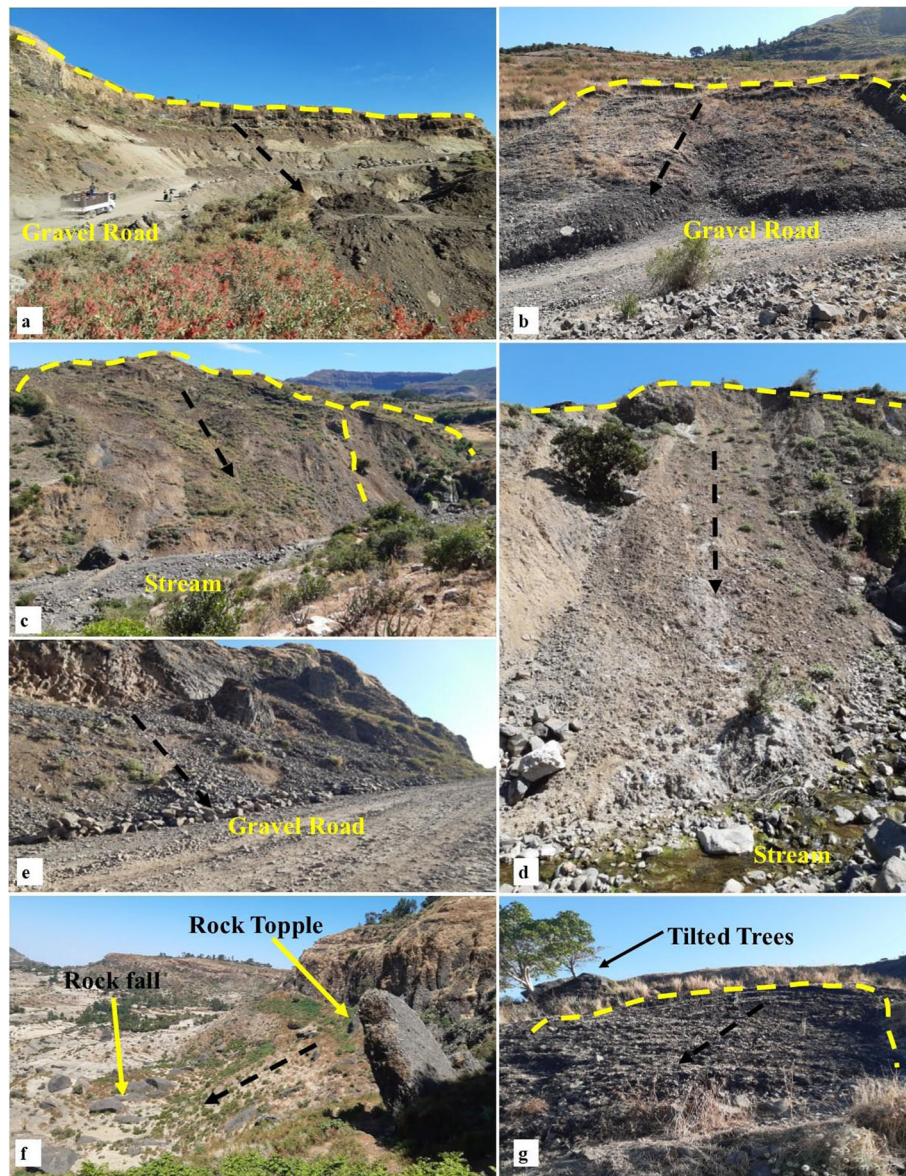 Gravel Road
a
Gravel Road
b
Stream
c
Stream
d
Gravel Road
e
Rock Topple
Rock fall
f
Tilted Trees
g